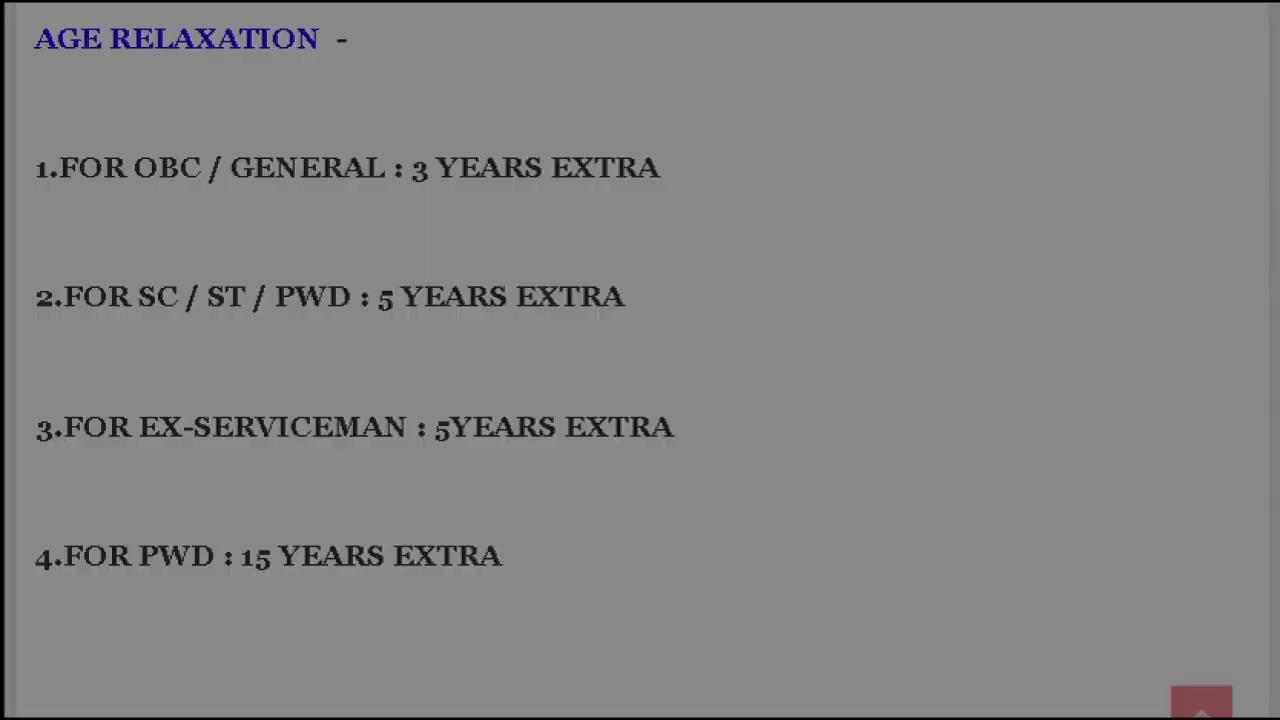 AGE RELAXATION -
1.FOR OBC / GENERAL : 3 YEARS EXTRA
2.FOR SC / ST / PWD : 5 YEARS EXTRA
3.FOR EX-SERVICEMAN : 5YEARS EXTRA
4.FOR PWD : 15 YEARS EXTRA